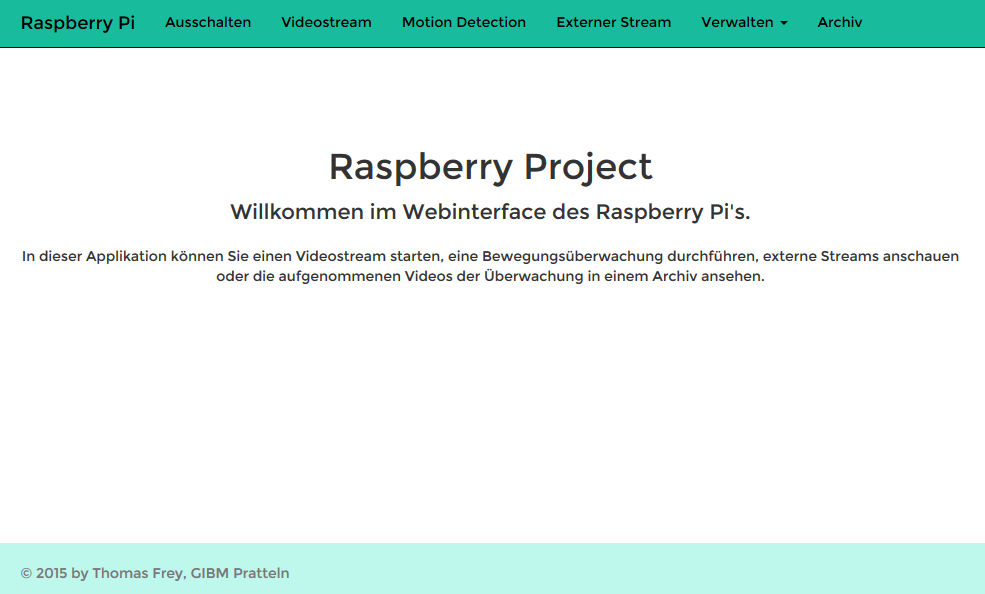 Raspberry Pi Ausschalten Videostream Motion Detection Externer Stream Verwalten Archiv
Raspberry Project
Willkommen im Webinterface des Raspberry Pi's.
In dieser Applikation können Sie einen Videostream starten, eine Bewegungsüberwachung durchführen, externe Streams anschauen
oder die aufgenommenen Videos der Überwachung in einem Archiv ansehen.
© 2015 by Thomas Frey, GIBM Pratteln